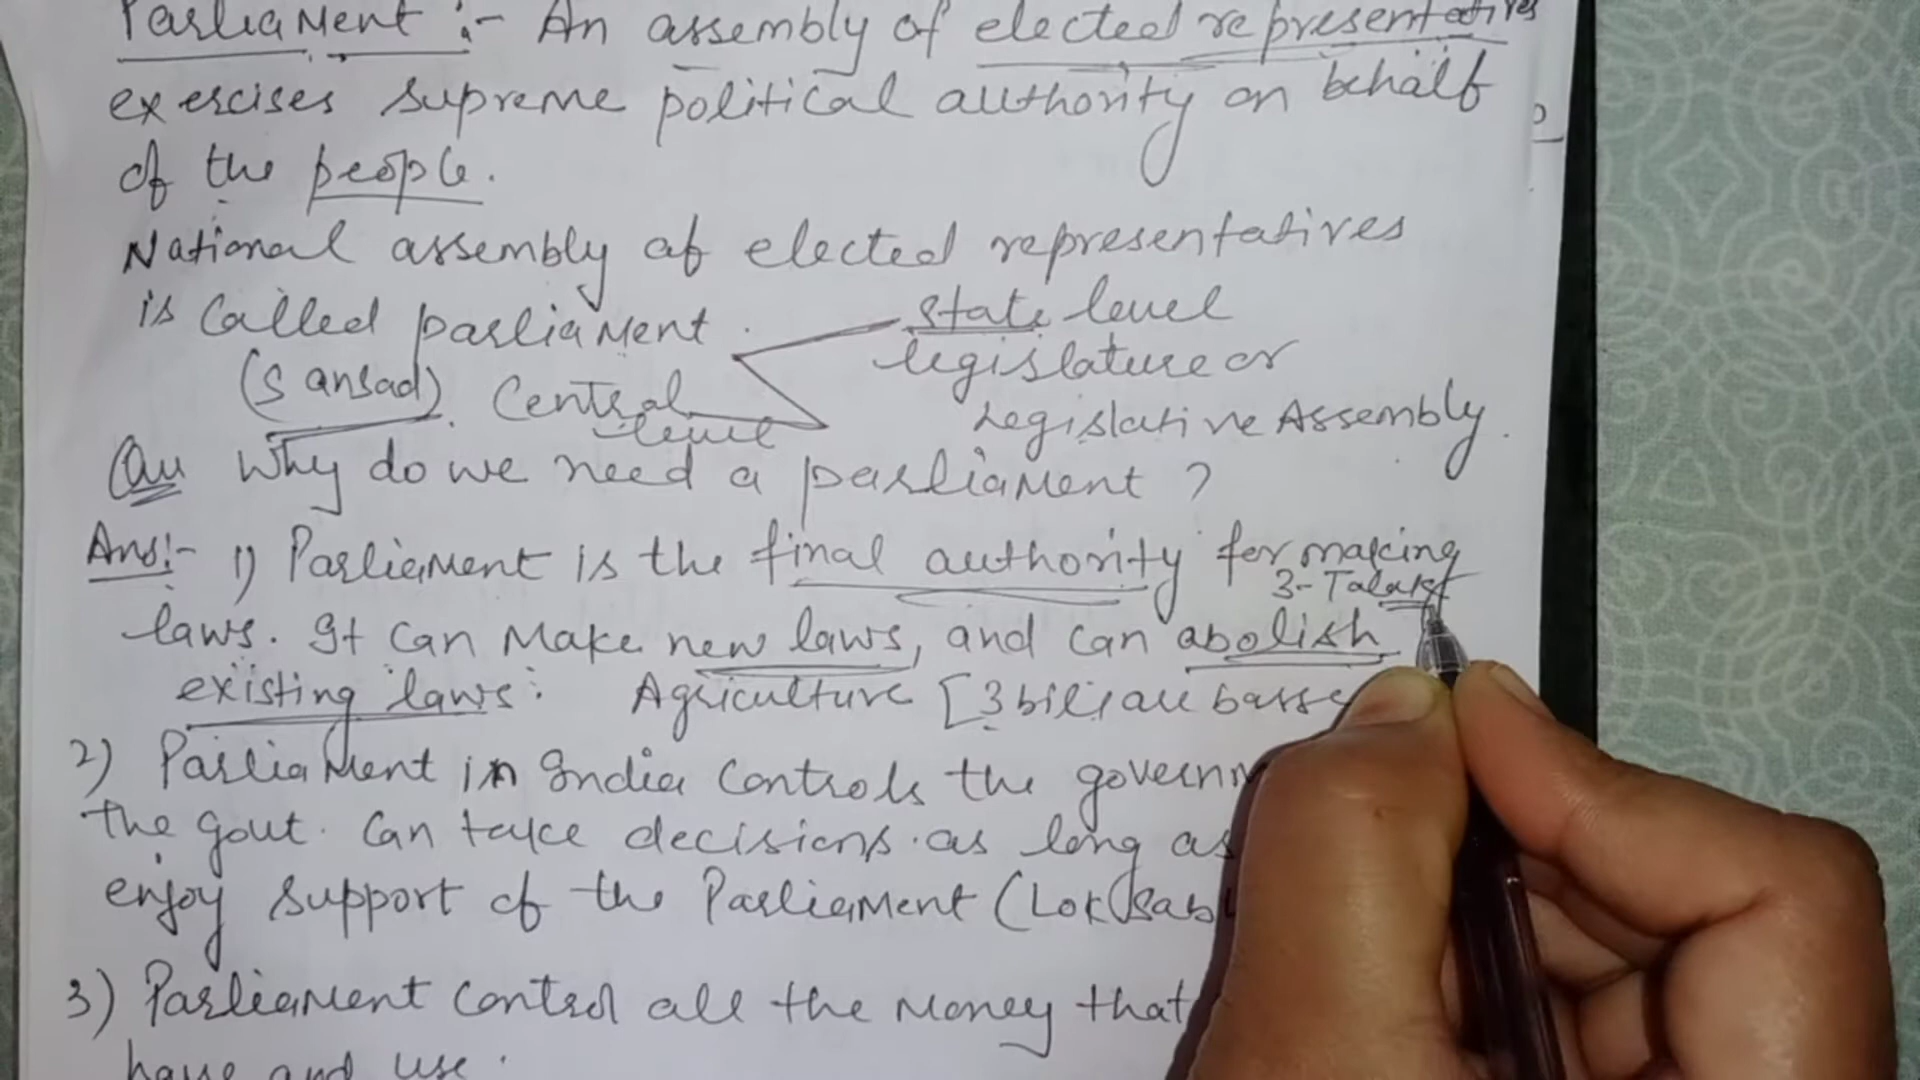 Parliament :- An assembly of elected representatives
exercises supreme political authority on behalf
of the people.
National assembly of elected representatives
is called parliament.
state level
legislature or
Legislative Assembly.
(Sansad). Central
level
Qu Why do we need a parliament ?
Ans:- 1) Parliament is the final authority for making
3-Talak
laws. It can make new laws, and can abolish
existing laws. Agriculture [3 bill
2) Parliament in India controls the governm
the govt. can take decisions as long as
enjoy support of the Parliament (Lok Sab
3) Parliament control all the money that
have and use.